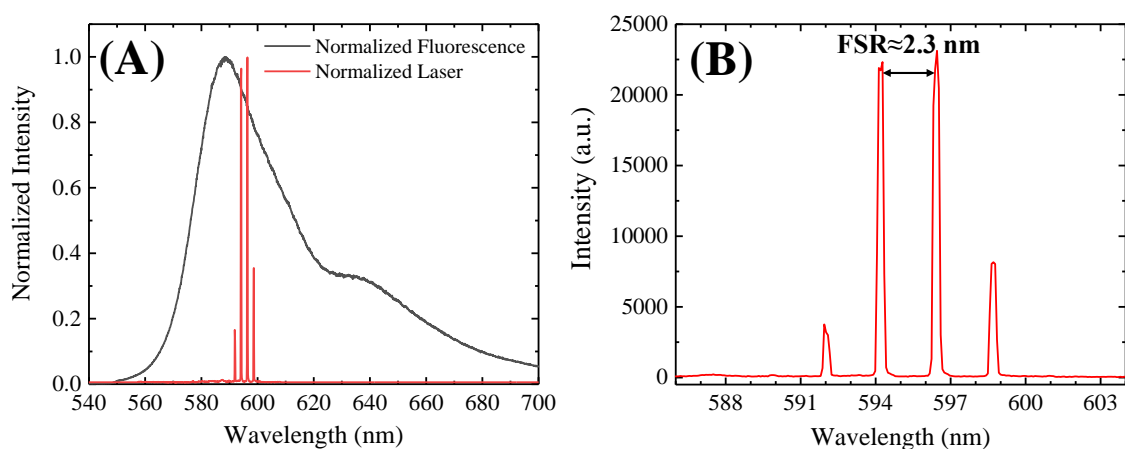 (A)
Normalized Fluorescence
Normalized Laser
1.0
0.8
0.6
0.4
0.2
0.0
Normalized Intensity
540 560 580 600 620 640 660 680 700
Wavelength (nm)
(B)
FSR≈2.3 nm
25000
20000
15000
10000
5000
0
Intensity (a.u.)
588 591 594 597 600 603
Wavelength (nm)